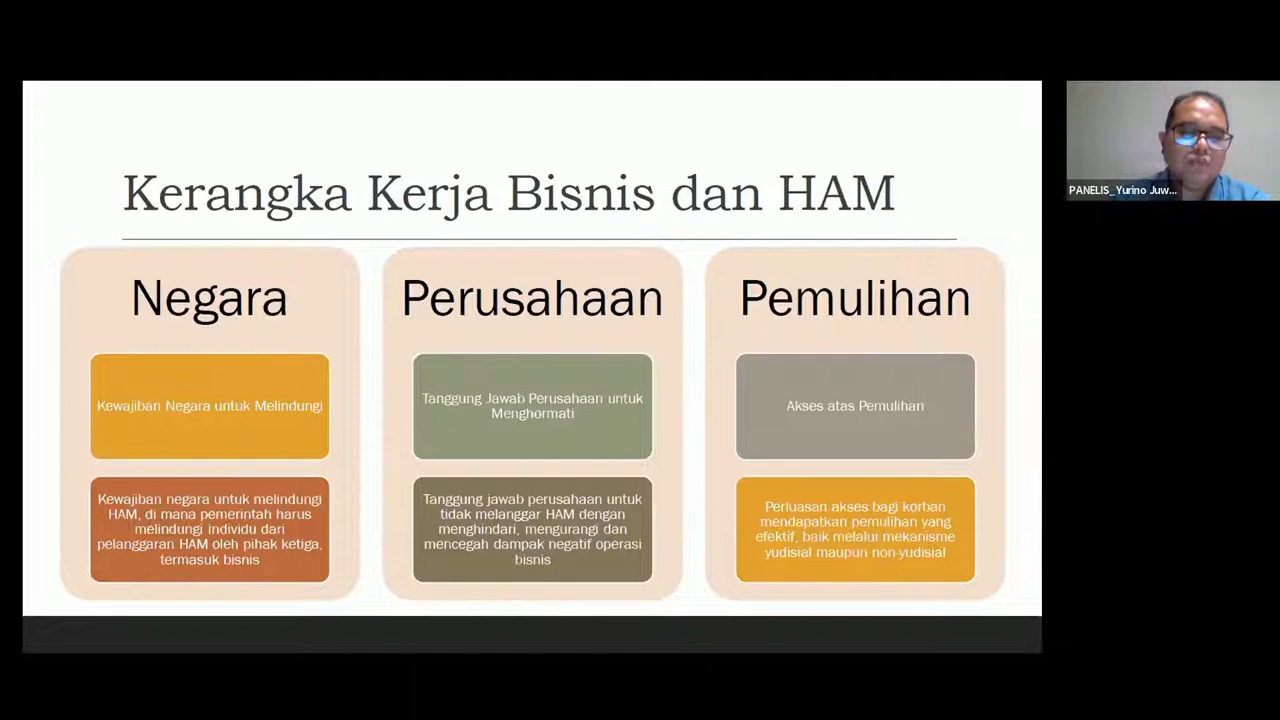 Kerangka Kerja Bisnis dan HAM
Negara
Kewajiban Negara untuk Melindungi
Kewajiban negara untuk melindungi
HAM, di mana pemerintah harus
melindungi individu dari
pelanggaran HAM oleh pihak ketiga,
termasuk bisnis
Perusahaan
Tanggung Jawab Perusahaan untuk
Menghormati
Tanggung jawab perusahaan untuk
tidak melanggar HAM dengan
menghindari, mengurangi dan
mencegah dampak negatif operasi
bisnis
Pemulihan
Akses atas Pemulihan
Perluasan akses bagi korban
mendapatkan pemulihan yang
efektif, baik melalui mekanisme
yudisial maupun non-yudisial
PANELIS_ Yurino Juw...